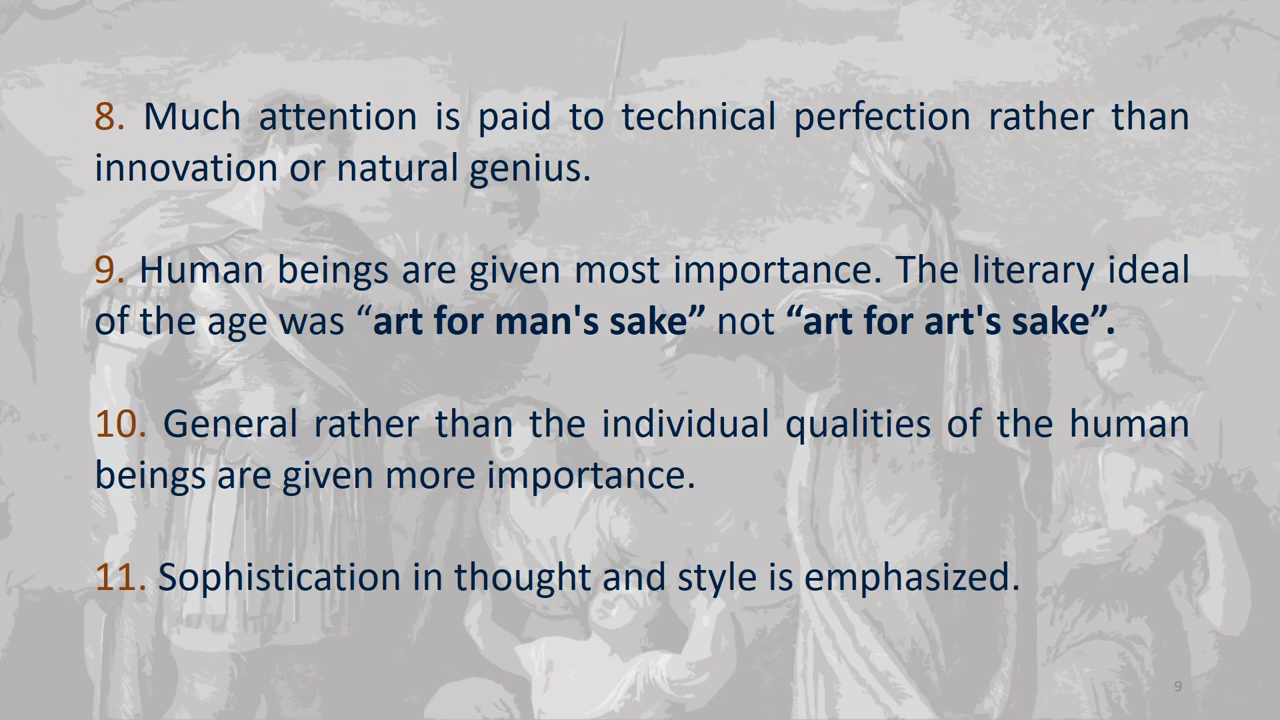 8. Much attention is paid to technical perfection rather than
innovation or natural genius.
9. Human beings are given most importance. The literary ideal
of the age was “art for man's sake” not “art for art's sake”.
10. General rather than the individual qualities of the human
beings are given more importance.
11. Sophistication in thought and style is emphasized.
9